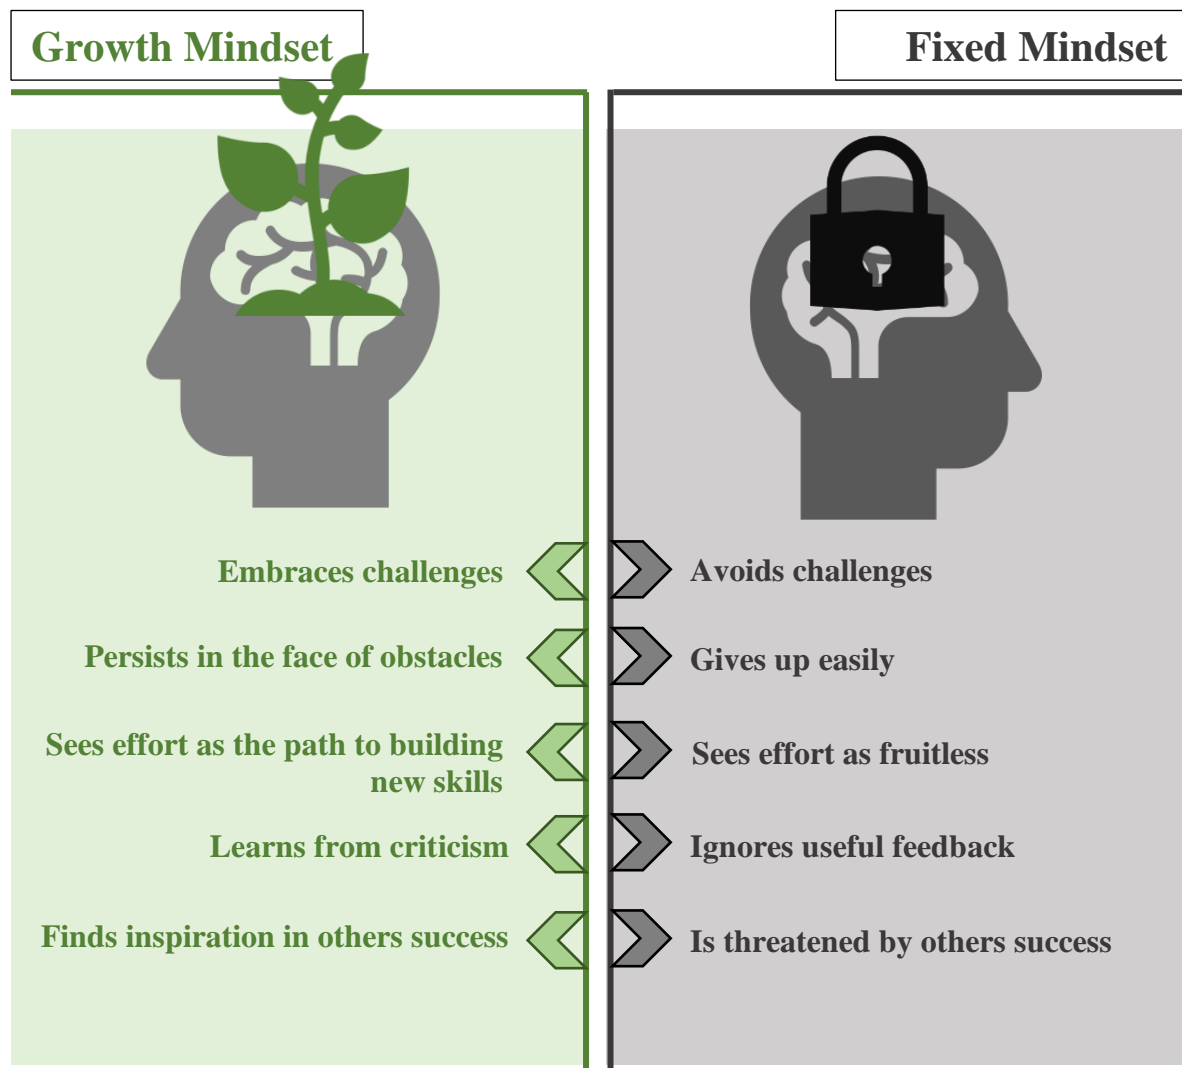 Growth Mindset
Embraces challenges
Persists in the face of obstacles
Sees effort as the path to building
new skills
Learns from criticism
Finds inspiration in others success
Fixed Mindset
Avoids challenges
Gives up easily
Sees effort as fruitless
Ignores useful feedback
Is threatened by others success